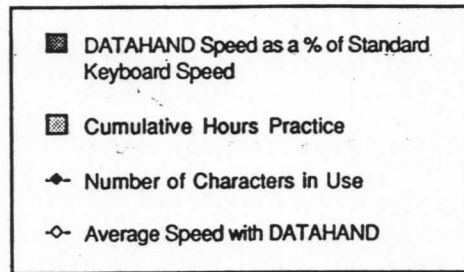 DATAHAND Speed as a % of Standard
Keyboard Speed
Cumulative Hours Practice
Number of Characters in Use
Average Speed with DATAHAND